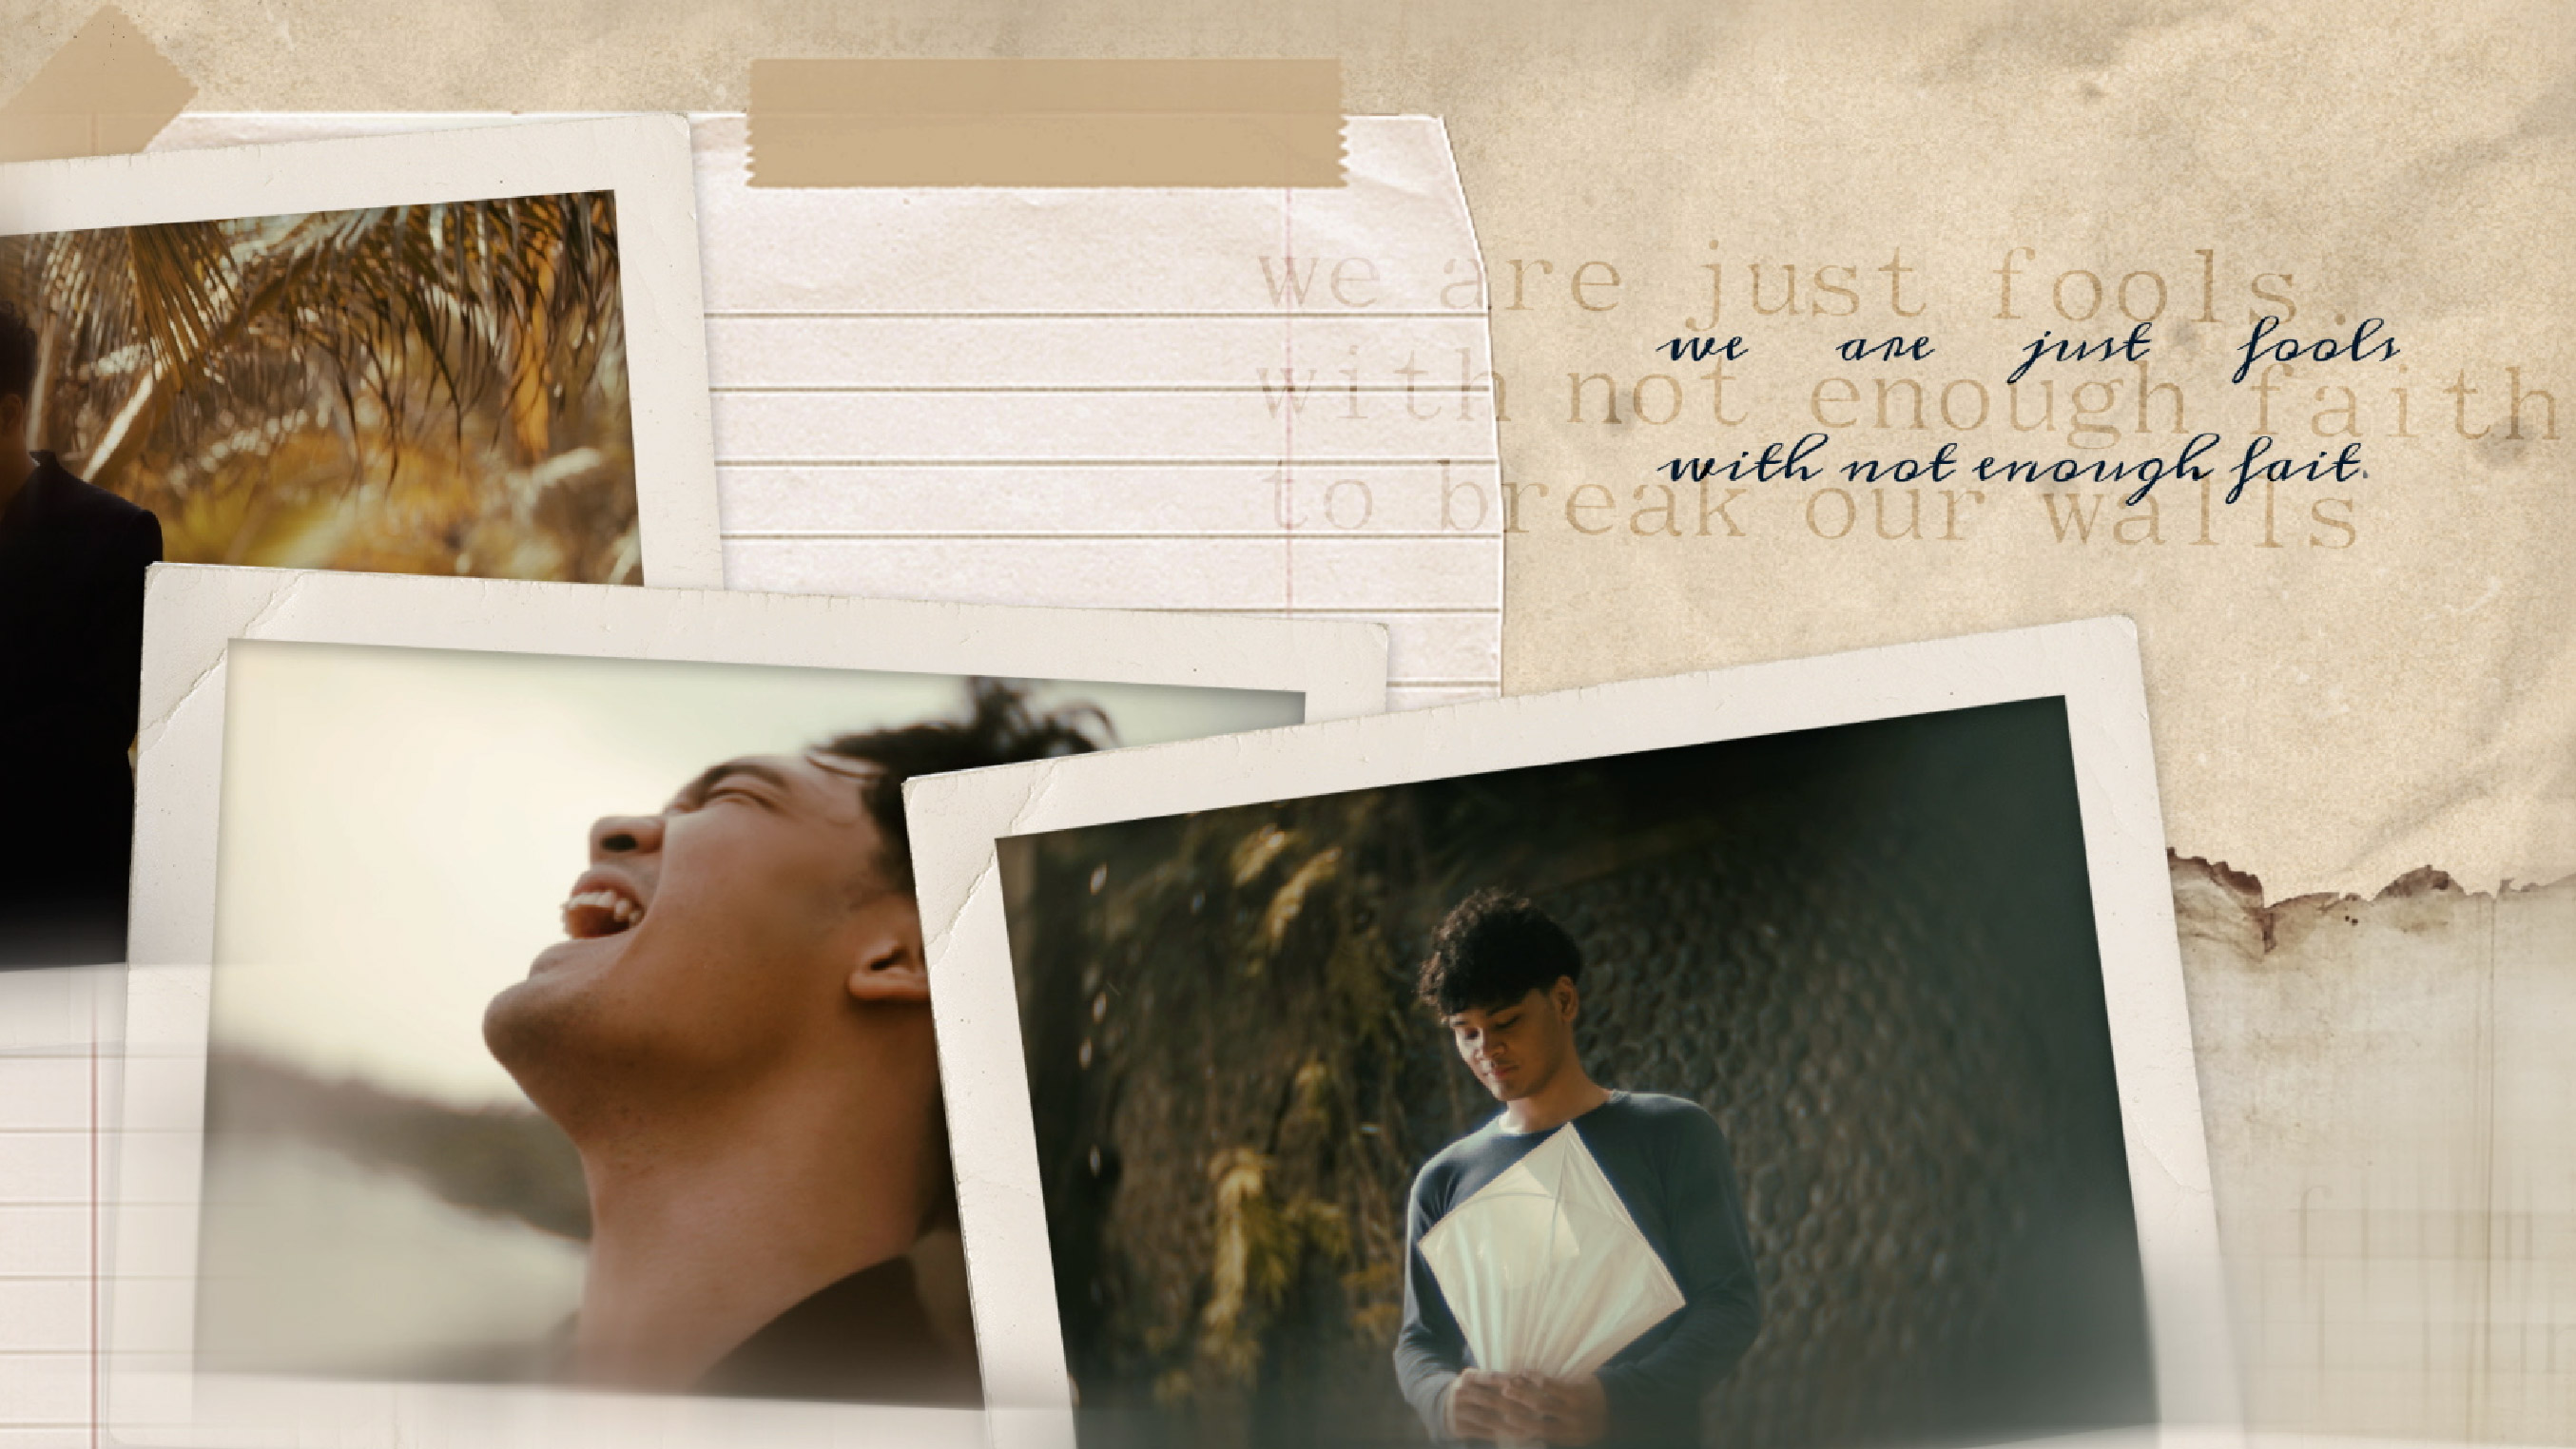 we are just fools.
we are just fools
with not enough faith
with not enough fait.
to break our walls